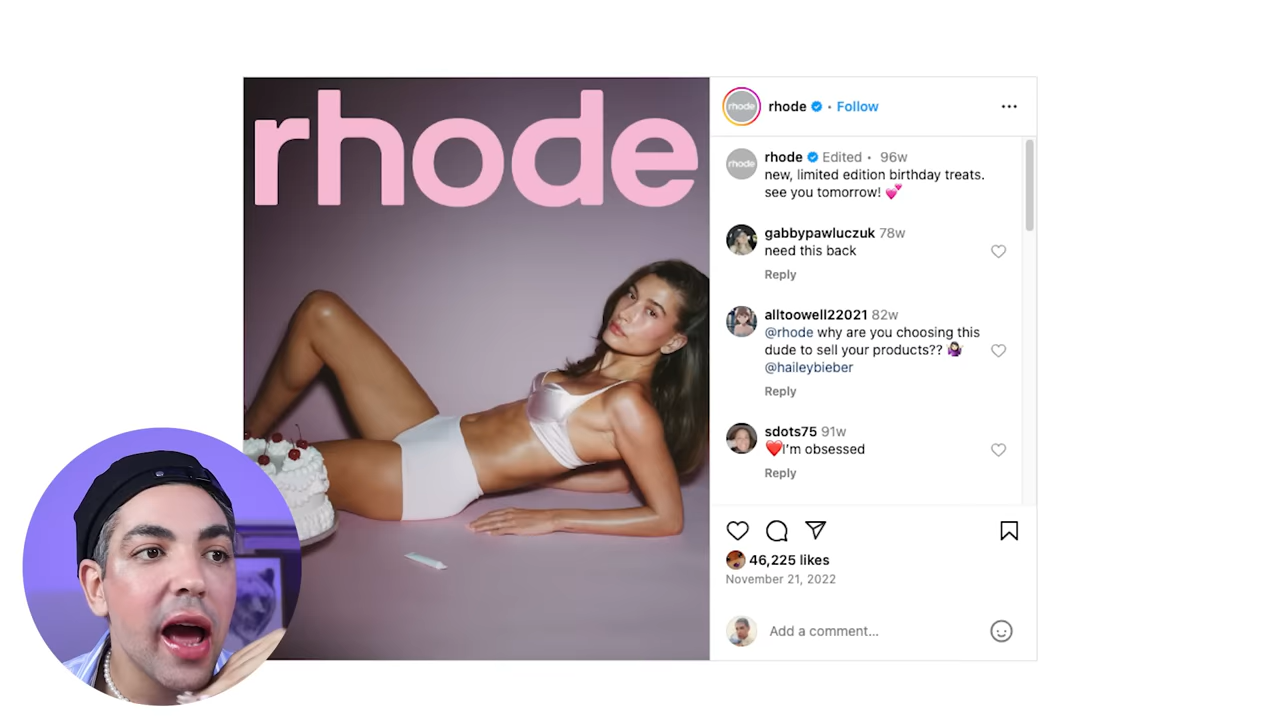 rhode
rhode
rhode • Follow
rhode
rhode Edited • 96w
new, limited edition birthday treats.
see you tomorrow! 💕
gabbypawluczuk 78w
need this back
Reply
alltoowell22021 82w
@rhode why are you choosing this
dude to sell your products?? 🤷🏻‍♀️
@haileybieber
Reply
sdots75 91w
❤️I'm obsessed
Reply
46,225 likes
November 21, 2022
Add a comment...